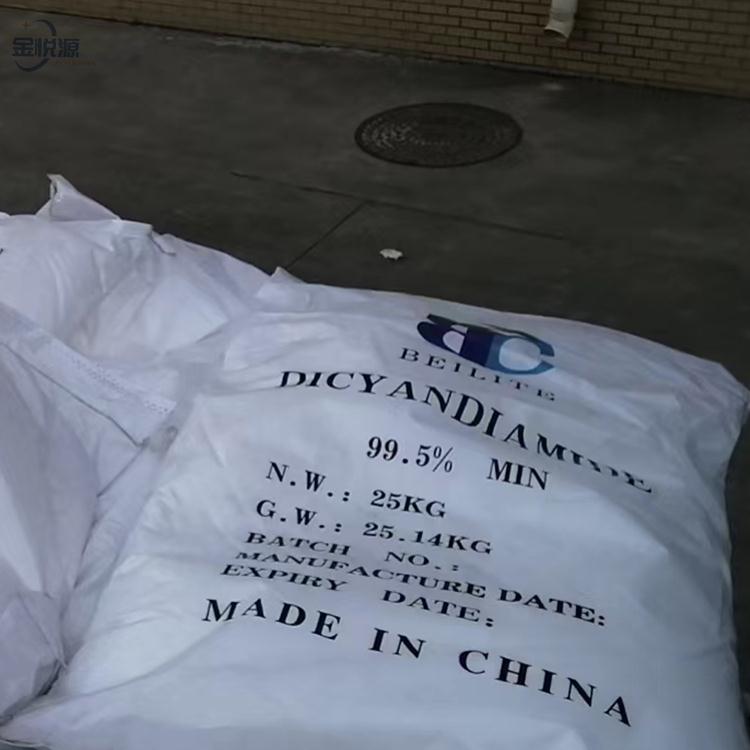 金悦源
BEILITE
DICYANDIAMIDE
99.5% MIN
N.W.: 25KG
G.W.: 25.14KG
BATCH NO.:
MANUFACTURE DATE:
EXPIRY DATE:
MADE IN CHINA